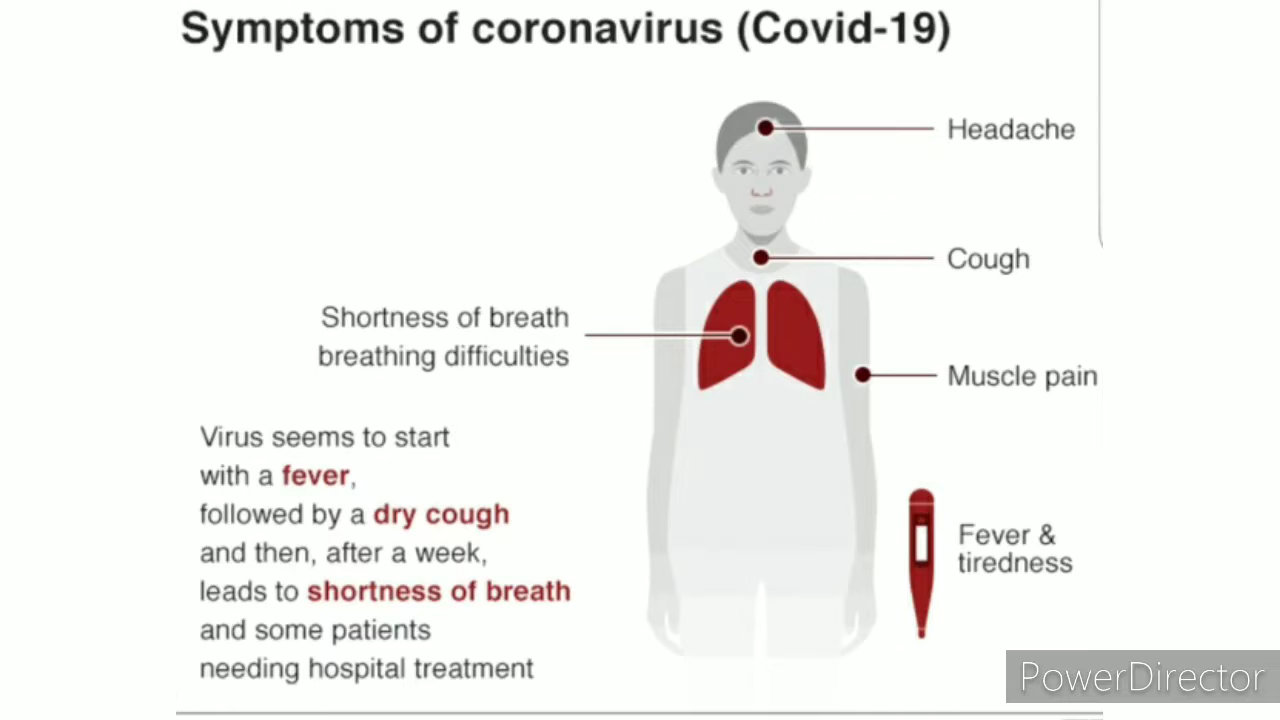 Symptoms of coronavirus (Covid-19)
Headache
Cough
Shortness of breath
breathing difficulties
Muscle pain
Virus seems to start
with a fever,
followed by a dry cough
and then, after a week,
leads to shortness of breath
and some patients
needing hospital treatment
Fever &
tiredness
PowerDirector